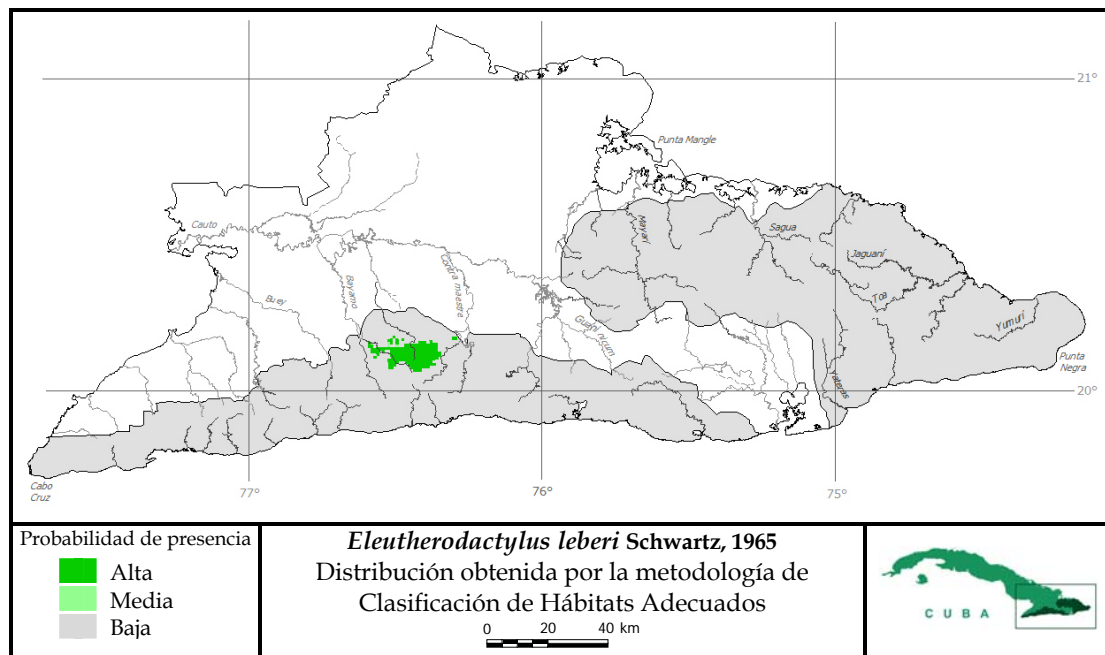 21°
Punta Mangle
Cauto
Mayarí
Sagua
Jaguaní
Bayamo
Contra maestre
Buey
Toa
Guaninicum
Yumurí
Punta
Negra
20°
Yateras
Cabo
Cruz
77°
76°
75°
Probabilidad de presencia
Alta
Media
Baja
Eleutherodactylus leberi Schwartz, 1965
Distribución obtenida por la metodología de
Clasificación de Hábitats Adecuados
0 20 40 km
CUBA